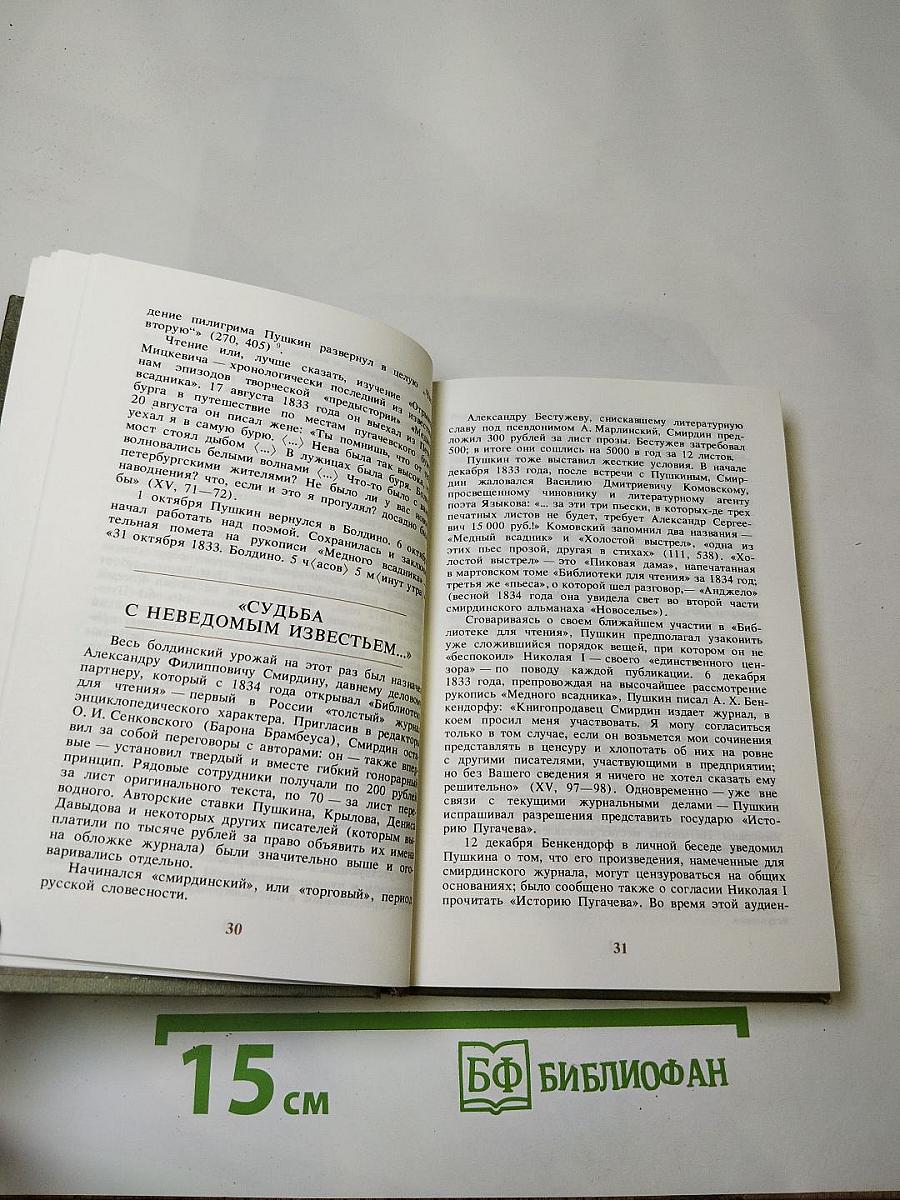 дение пилигрима Пушкин развернул в целую
вторую“» (270, 405) 9.
Чтение или, лучше сказать, изучение
Мицкевича — хронологически последний из
нам эпизодов творческой «предыстории»
всадника». 17 августа 1833 года он выехал из
бурга в путешествие по местам пугачевского
20 августа он писал жене: «Ты помнишь, что от
уехал я в самую бурю. ⟨...⟩ Нева была так высока,
мост стоял дыбом ⟨...⟩ В лужицах была буря.
волновались белыми волнами ⟨...⟩ Что-то было с
петербургскими жителями? Не было ли у вас
наводнения? что, если и это я прогулял? досадно
бы» (XV, 71—72).
1 октября Пушкин вернулся в Болдино. 6
начал работать над поэмой. Сохранилась и
тельная помета на рукописи «Медного всадника»
«31 октября 1833. Болдино. 5 ч⟨асов⟩ 5 м⟨инут утра
«СУДЬБА
С НЕВЕДОМЫМ ИЗВЕСТЬЕМ...»
Весь болдинский урожай на этот раз был
Александру Филипповичу Смирдину, давнему
партнеру, который с 1834 года открывал «Библиотеку
для чтения» — первый в России «толстый»
энциклопедического характера. Пригласив в редакторы
О. И. Сенковского (Барона Брамбеуса), Смирдин
вил за собой переговоры с авторами: он — также
вые — установил твердый и вместе гибкий гонорарный
принцип. Рядовые сотрудники получали по 200 рублей
за лист оригинального текста, по 70 — за лист пере-
водного. Авторские ставки Пушкина, Крылова, Дениса
Давыдова и некоторых других писателей (которым вы-
платили по тысяче рублей за право объявить их имена
на обложке журнала) были значительно выше и ого-
варивались отдельно.
Начинался «смирдинский», или «торговый», период
русской словесности.
30
Александру Бестужеву, снискавшему литературную
славу под псевдонимом А. Марлинский, Смирдин пред-
ложил 300 рублей за лист прозы. Бестужев затребовал
500; в итоге они сошлись на 5000 в год за 12 листов.
Пушкин тоже выставил жесткие условия. В начале
декабря 1833 года, после встречи с Пушкиным, Смир-
дин жаловался Василию Дмитриевичу Комовскому,
просвещенному чиновнику и литературному агенту
поэта Языкова: «... за эти три пьески, в которых-де трех
печатных листов не будет, требует Александр Сергее-
вич 15 000 руб.!» Комовский запомнил два названия —
«Медный всадник» и «Холостой выстрел», «одна из
этих пьес прозой, другая в стихах» (111, 538). «Хо-
лостой выстрел» — это «Пиковая дама», напечатанная
в мартовском томе «Библиотеки для чтения» за 1834 год;
третья же «пьеса», о которой шел разговор,— «Анджело»
(весной 1834 года она увидела свет во второй части
смирдинского альманаха «Новоселье»).
Сговариваясь о своем ближайшем участии в «Биб-
лиотеке для чтения», Пушкин предполагал узаконить
уже сложившийся порядок вещей, при котором он не
«беспокоил» Николая I — своего «единственного цен-
зора» — по поводу каждой публикации. 6 декабря
1833 года, препровождая на высочайшее рассмотрение
рукопись «Медного всадника», Пушкин писал А. Х. Бен-
кендорфу: «Книгопродавец Смирдин издает журнал, в
коем просил меня участвовать. Я могу согласиться
только в том случае, если он возьмется мои сочинения
представлять в ценсуру и хлопотать об них на ровне
с другими писателями, участвующими в предприятии;
но без Вашего сведения я ничего не хотел сказать ему
решительно» (XV, 97—98). Одновременно — уже вне
связи с текущими журнальными делами — Пушкин
испрашивал разрешения представить государю «Исто-
рию Пугачева».
12 декабря Бенкендорф в личной беседе уведомил
Пушкина о том, что его произведения, намеченные для
смирдинского журнала, могут цензуроваться на общих
основаниях; было сообщено также о согласии Николая I
прочитать «Историю Пугачева». Во время этой аудиен-
31
15 см
БФ БИБЛИОФАН